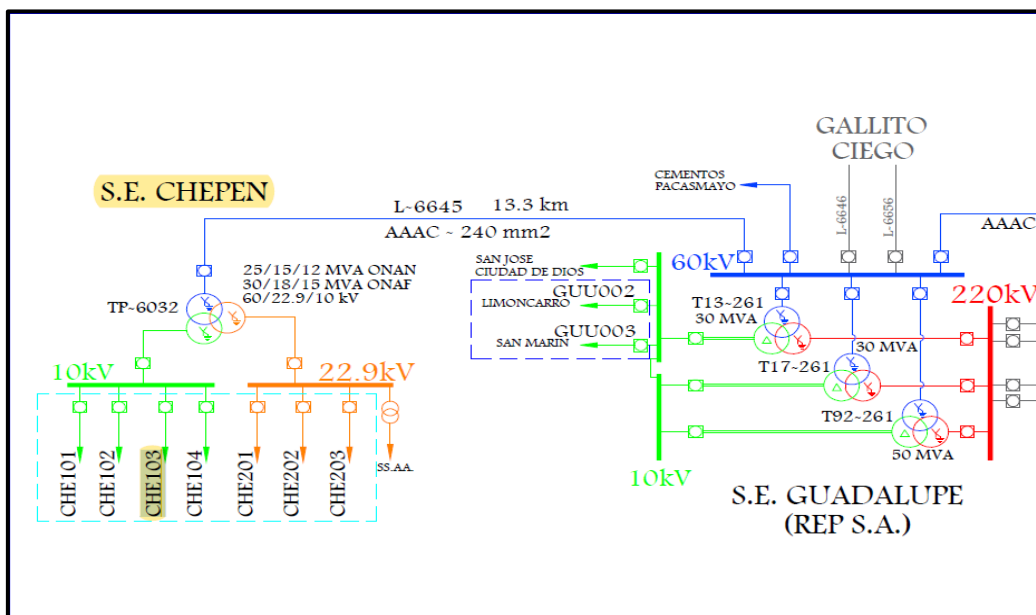 S.E. CHEPEN
L-6645 13.3 km
AAAC - 240 mm2
25/15/12 MVA ONAN
30/18/15 MVA ONAF
60/22.9/10 kV
TP-6032
10kV
22.9kV
CHE101
CHE102
CHE103
CHE104
CHE201
CHE202
CHE203
SS.AA.
GALLITO
CIEGO
CEMENTOS
PACASMAYO
L-6646
L-6656
AAAC
SAN JOSE
CIUDAD DE DIOS
60kV
GUU002
LIMONCARRO
GUU003
SAN MARIN
T13-261
30 MVA
220kV
30 MVA
T17-261
T92-261
50 MVA
10kV
S.E. GUADALUPE
(REP S.A.)